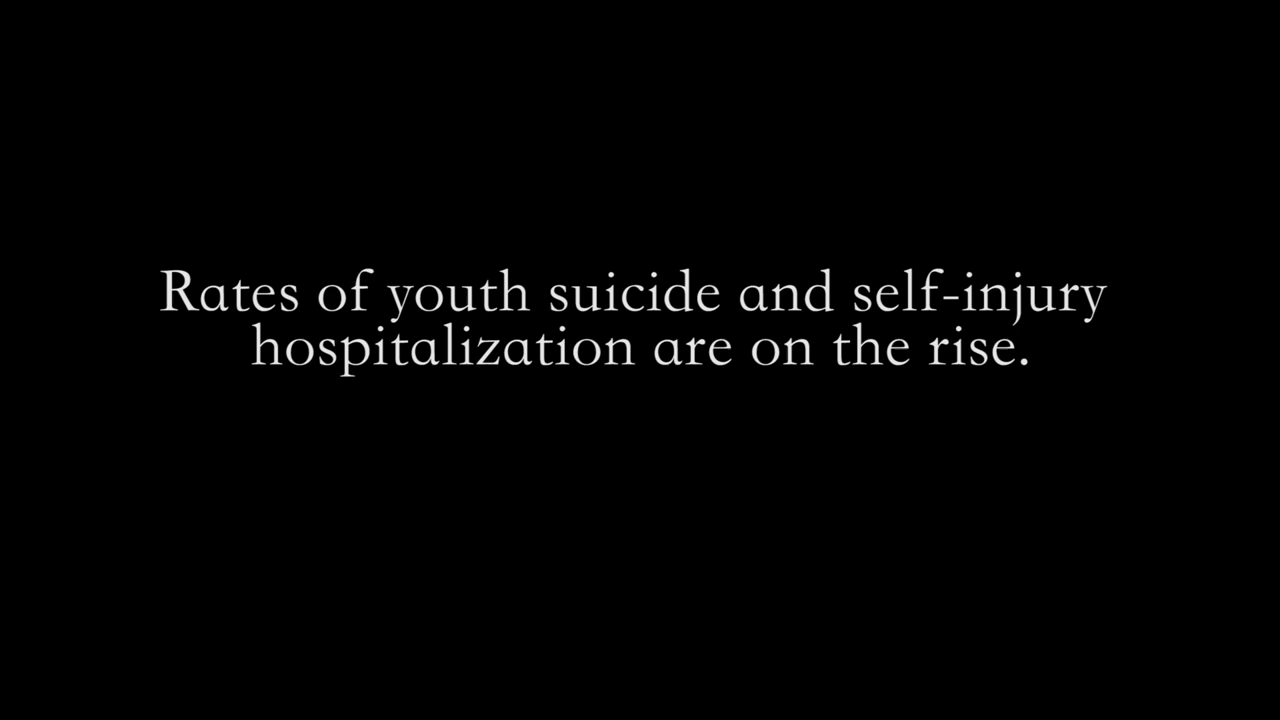 Rates of youth suicide and self-injury
hospitalization are on the rise.